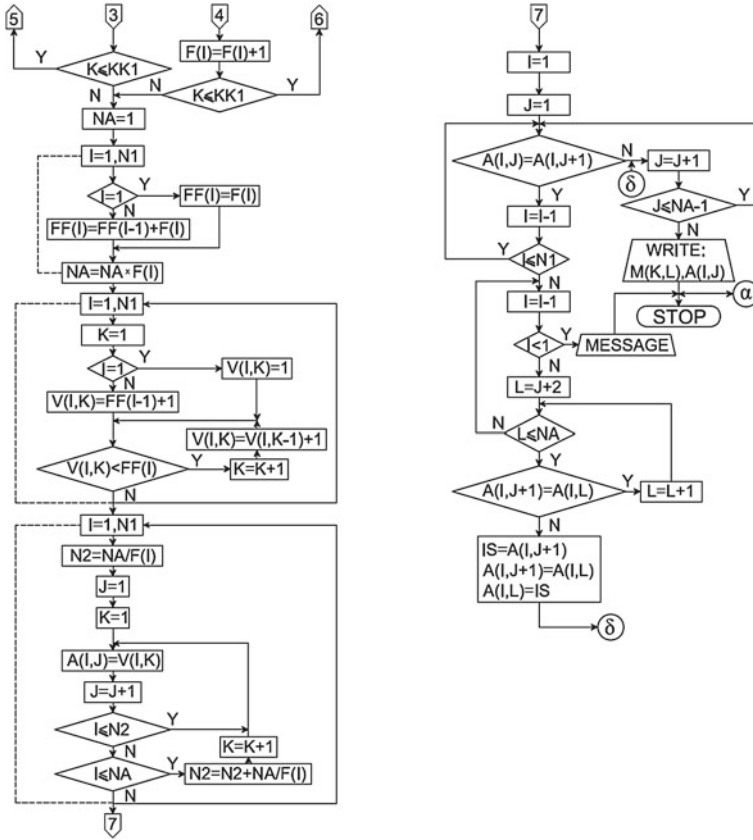 5
3
4
6
F(I)=F(I)+1
Y
K⩽KK1
N
N
K⩽KK1
Y
NA=1
I=1,N1
I=1
Y
FF(I)=F(I)
N
FF(I)=FF(I-1)+F(I)
NA=NA×F(I)
I=1,N1
K=1
I=1
Y
V(I,K)=1
N
V(I,K)=FF(I-1)+1
V(I,K)=V(I,K-1)+1
V(I,K)<FF(I)
Y
K=K+1
N
I=1,N1
N2=NA/F(I)
J=1
K=1
A(I,J)=V(I,K)
J=J+1
I⩽N2
Y
N
K=K+1
I⩽NA
Y
N2=N2+NA/F(I)
N
7
7
I=1
J=1
A(I,J)=A(I,J+1)
N
J=J+1
δ
Y
J⩽NA-1
Y
I=I-1
N
Y
I⩽N1
WRITE:
M(K,L),A(I,J)
N
I=I-1
α
STOP
I<1
Y
MESSAGE
N
L=J+2
N
L⩽NA
Y
A(I,J+1)=A(I,L)
Y
L=L+1
N
IS=A(I,J+1)
A(I,J+1)=A(I,L)
A(I,L)=IS
δ